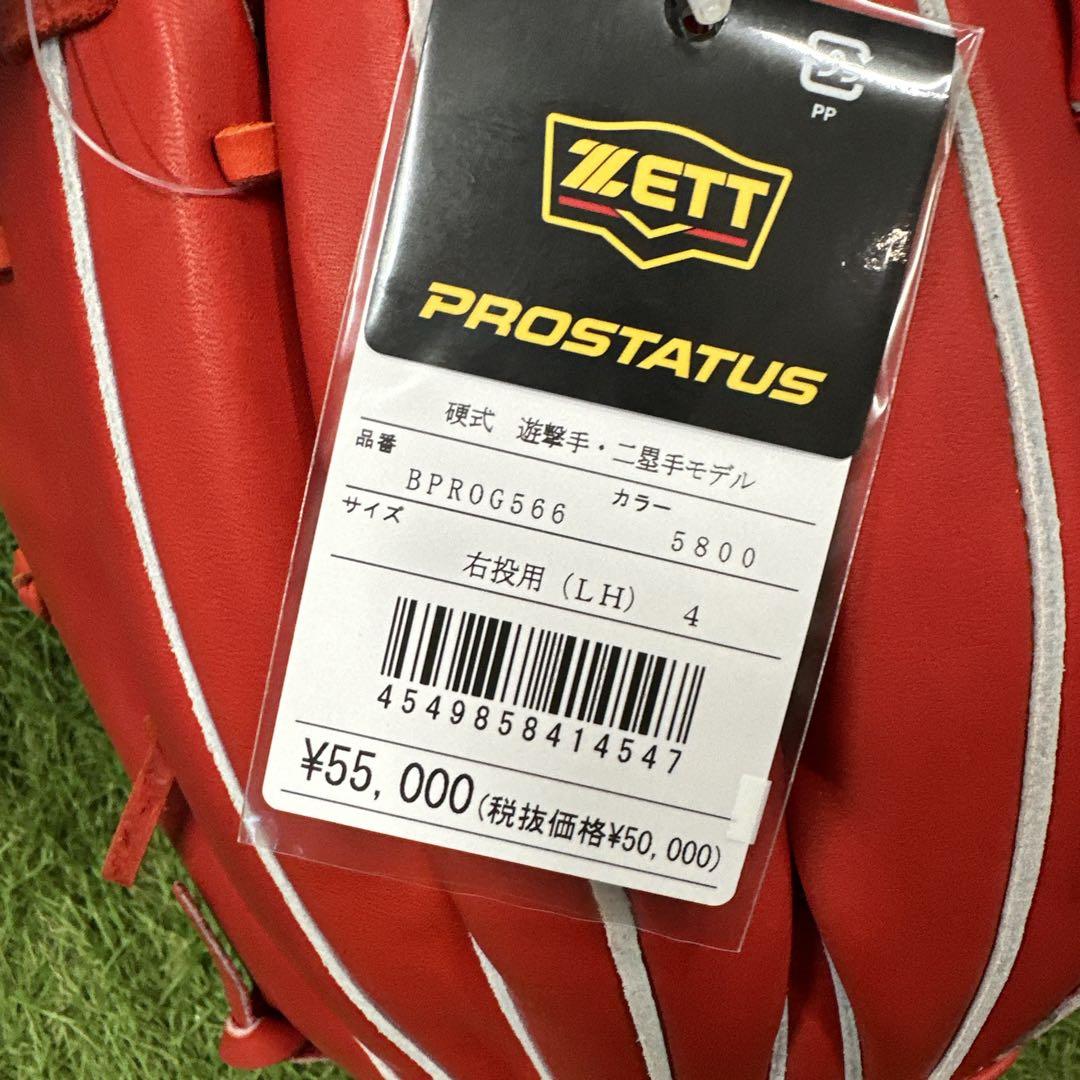 PP
ZETT
PROSTATUS
硬式 遊撃手・二塁手モデル
品番 BPROG566 カラー 5800
サイズ 右投用(LH) 4
4549858414547
¥55,000(税抜価格¥50,000)